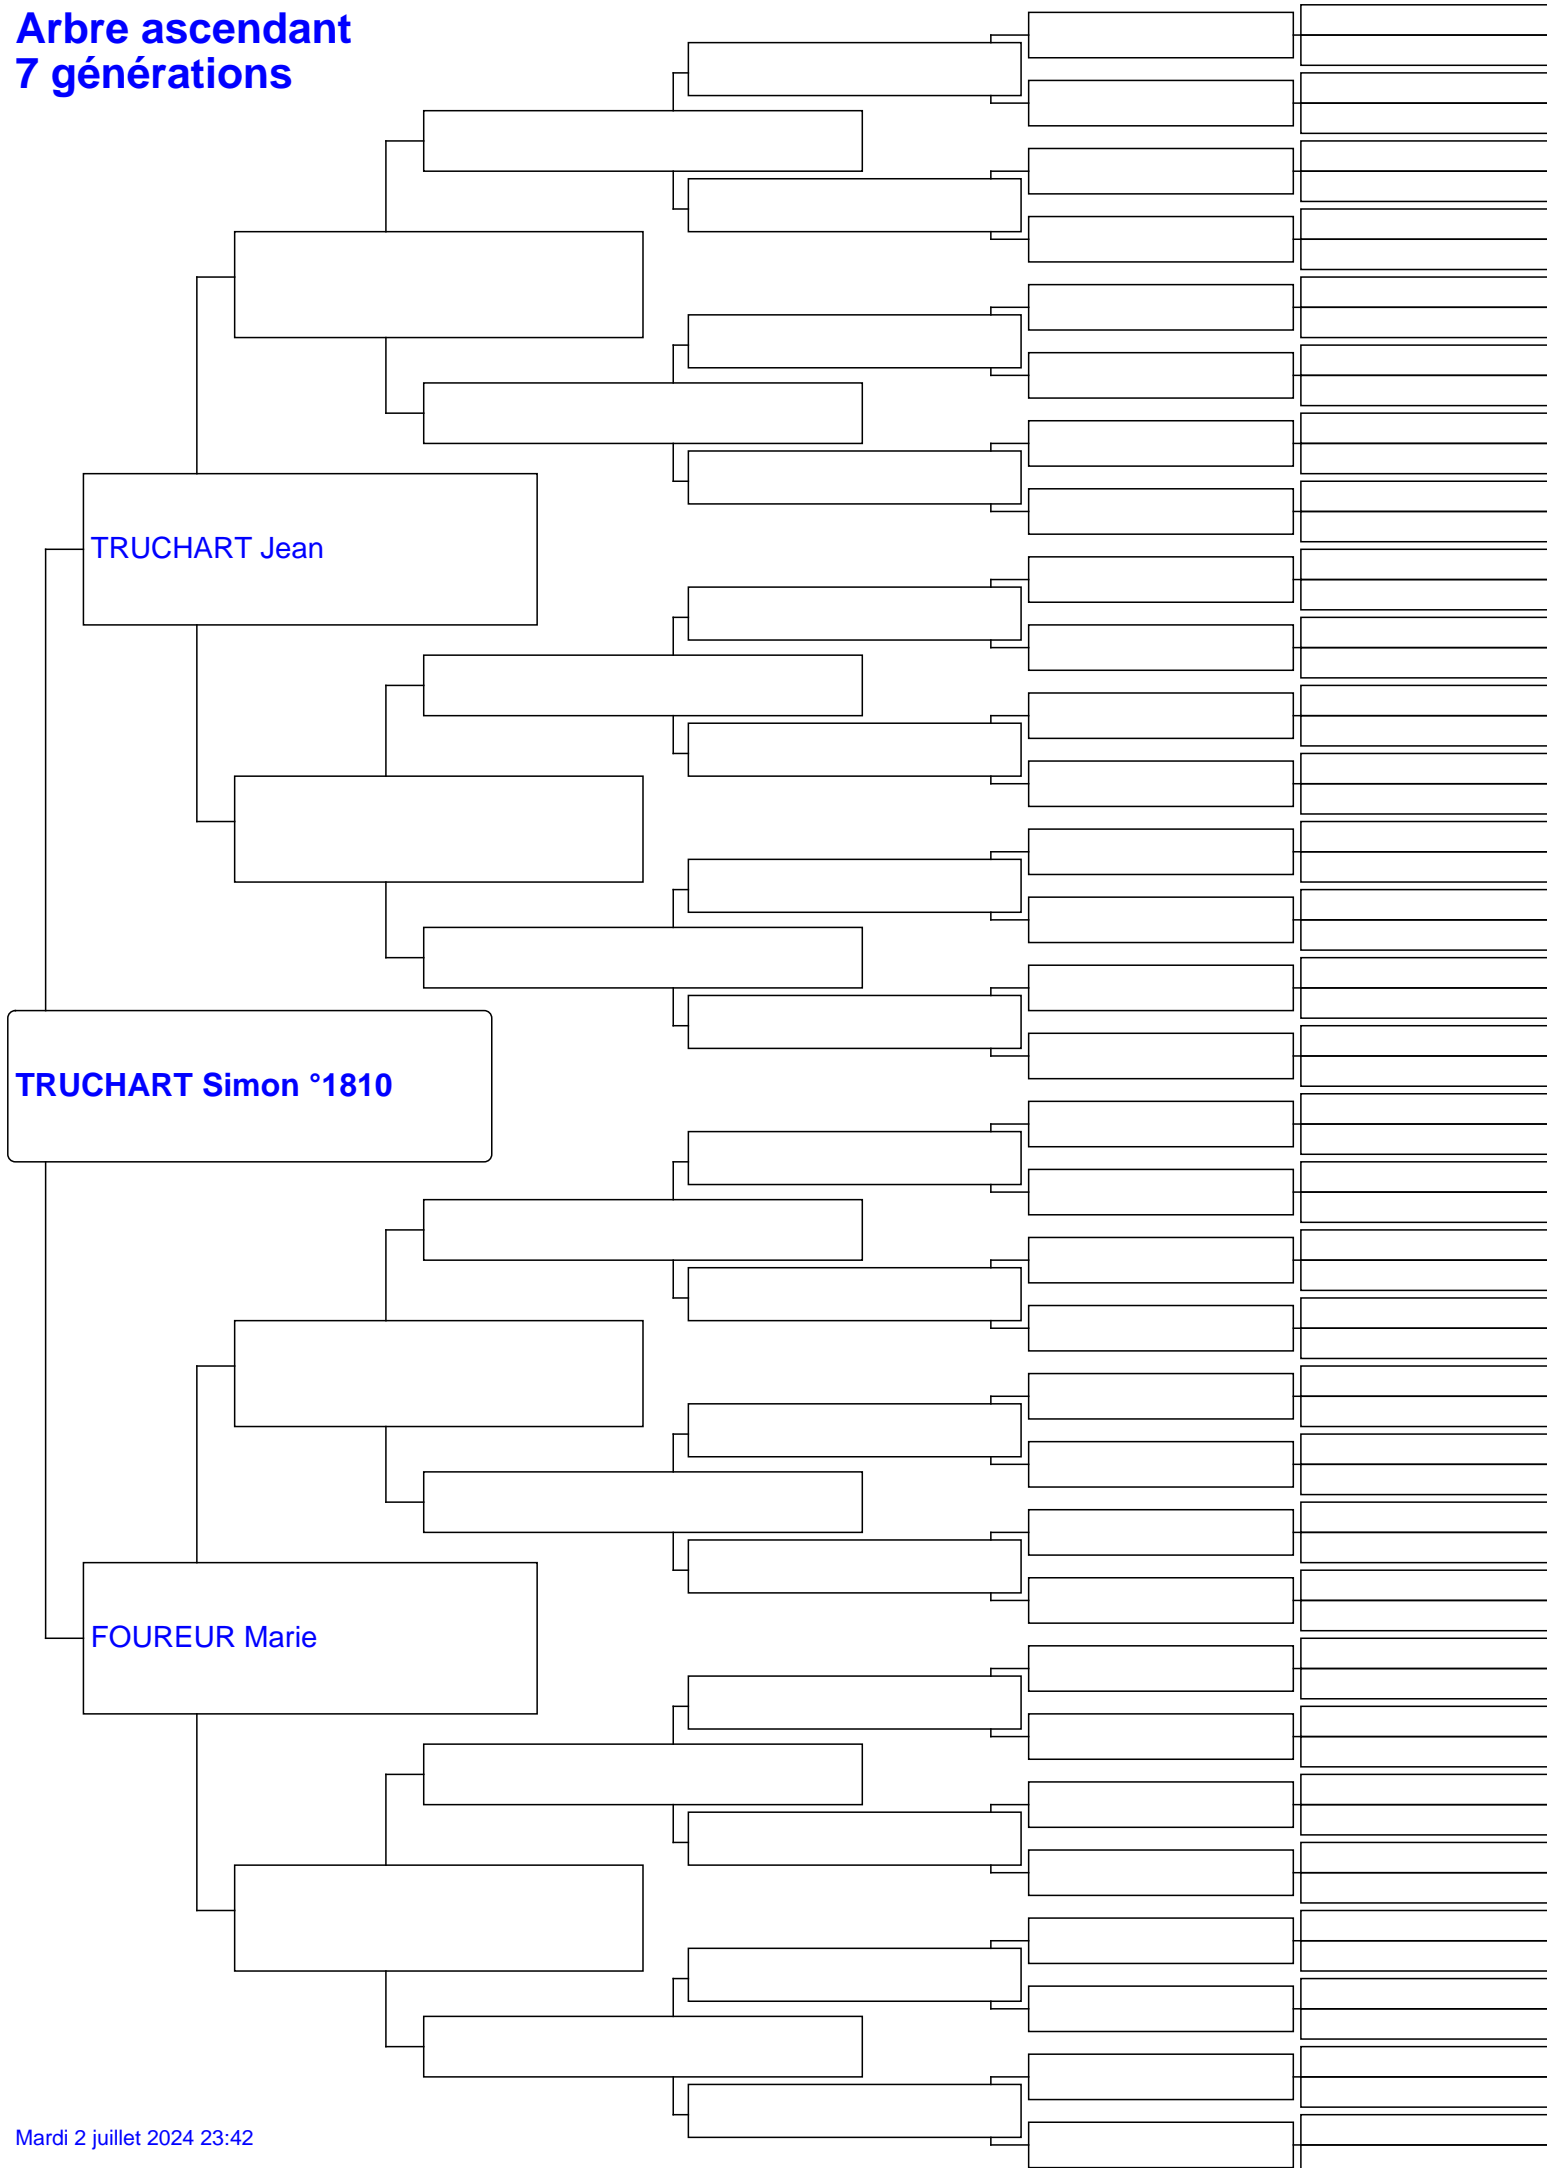 Arbre ascendant
7 générations
TRUCHART Jean
TRUCHART Simon °1810
FOUREUR Marie
Mardi 2 juillet 2024 23:42